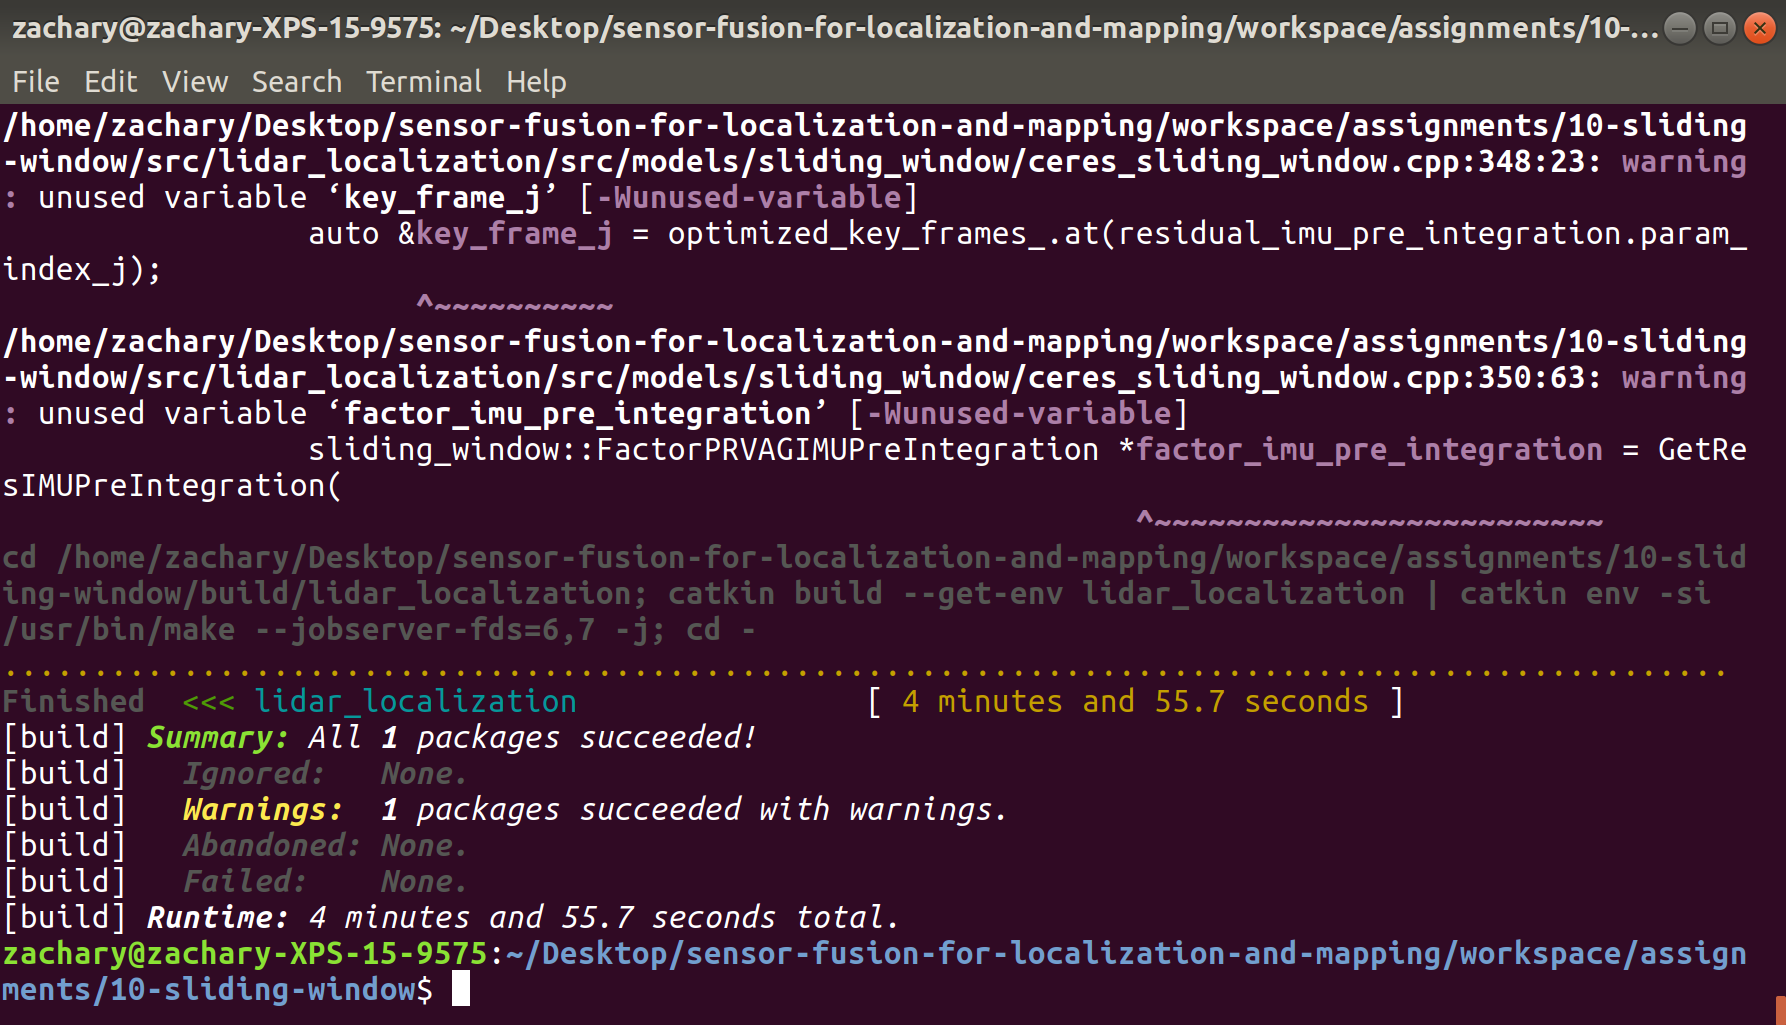 zachary@zachary-XPS-15-9575: ~/Desktop/sensor-fusion-for-localization-and-mapping/workspace/assignments/10-...
File Edit View Search Terminal Help
/home/zachary/Desktop/sensor-fusion-for-localization-and-mapping/workspace/assignments/10-sliding
-window/src/lidar_localization/src/models/sliding_window/ceres_sliding_window.cpp:348:23: warning
: unused variable ‘key_frame_j’ [-Wunused-variable]
auto &key_frame_j = optimized_key_frames_.at(residual_imu_pre_integration.param_
index_j);
^~~~~~~~~~~
/home/zachary/Desktop/sensor-fusion-for-localization-and-mapping/workspace/assignments/10-sliding
-window/src/lidar_localization/src/models/sliding_window/ceres_sliding_window.cpp:350:63: warning
: unused variable ‘factor_imu_pre_integration’ [-Wunused-variable]
sliding_window::FactorPRVAGIMUPreIntegration *factor_imu_pre_integration = GetRe
sIMUPreIntegration(
^~~~~~~~~~~~~~~~~~~~~~~~~~
cd /home/zachary/Desktop/sensor-fusion-for-localization-and-mapping/workspace/assignments/10-slid
ing-window/build/lidar_localization; catkin build --get-env lidar_localization | catkin env -si
/usr/bin/make --jobserver-fds=6,7 -j; cd -
................................................................................................
Finished <<< lidar_localization [ 4 minutes and 55.7 seconds ]
[build] Summary: All 1 packages succeeded!
[build] Ignored: None.
[build] Warnings: 1 packages succeeded with warnings.
[build] Abandoned: None.
[build] Failed: None.
[build] Runtime: 4 minutes and 55.7 seconds total.
zachary@zachary-XPS-15-9575:~/Desktop/sensor-fusion-for-localization-and-mapping/workspace/assign
ments/10-sliding-window$